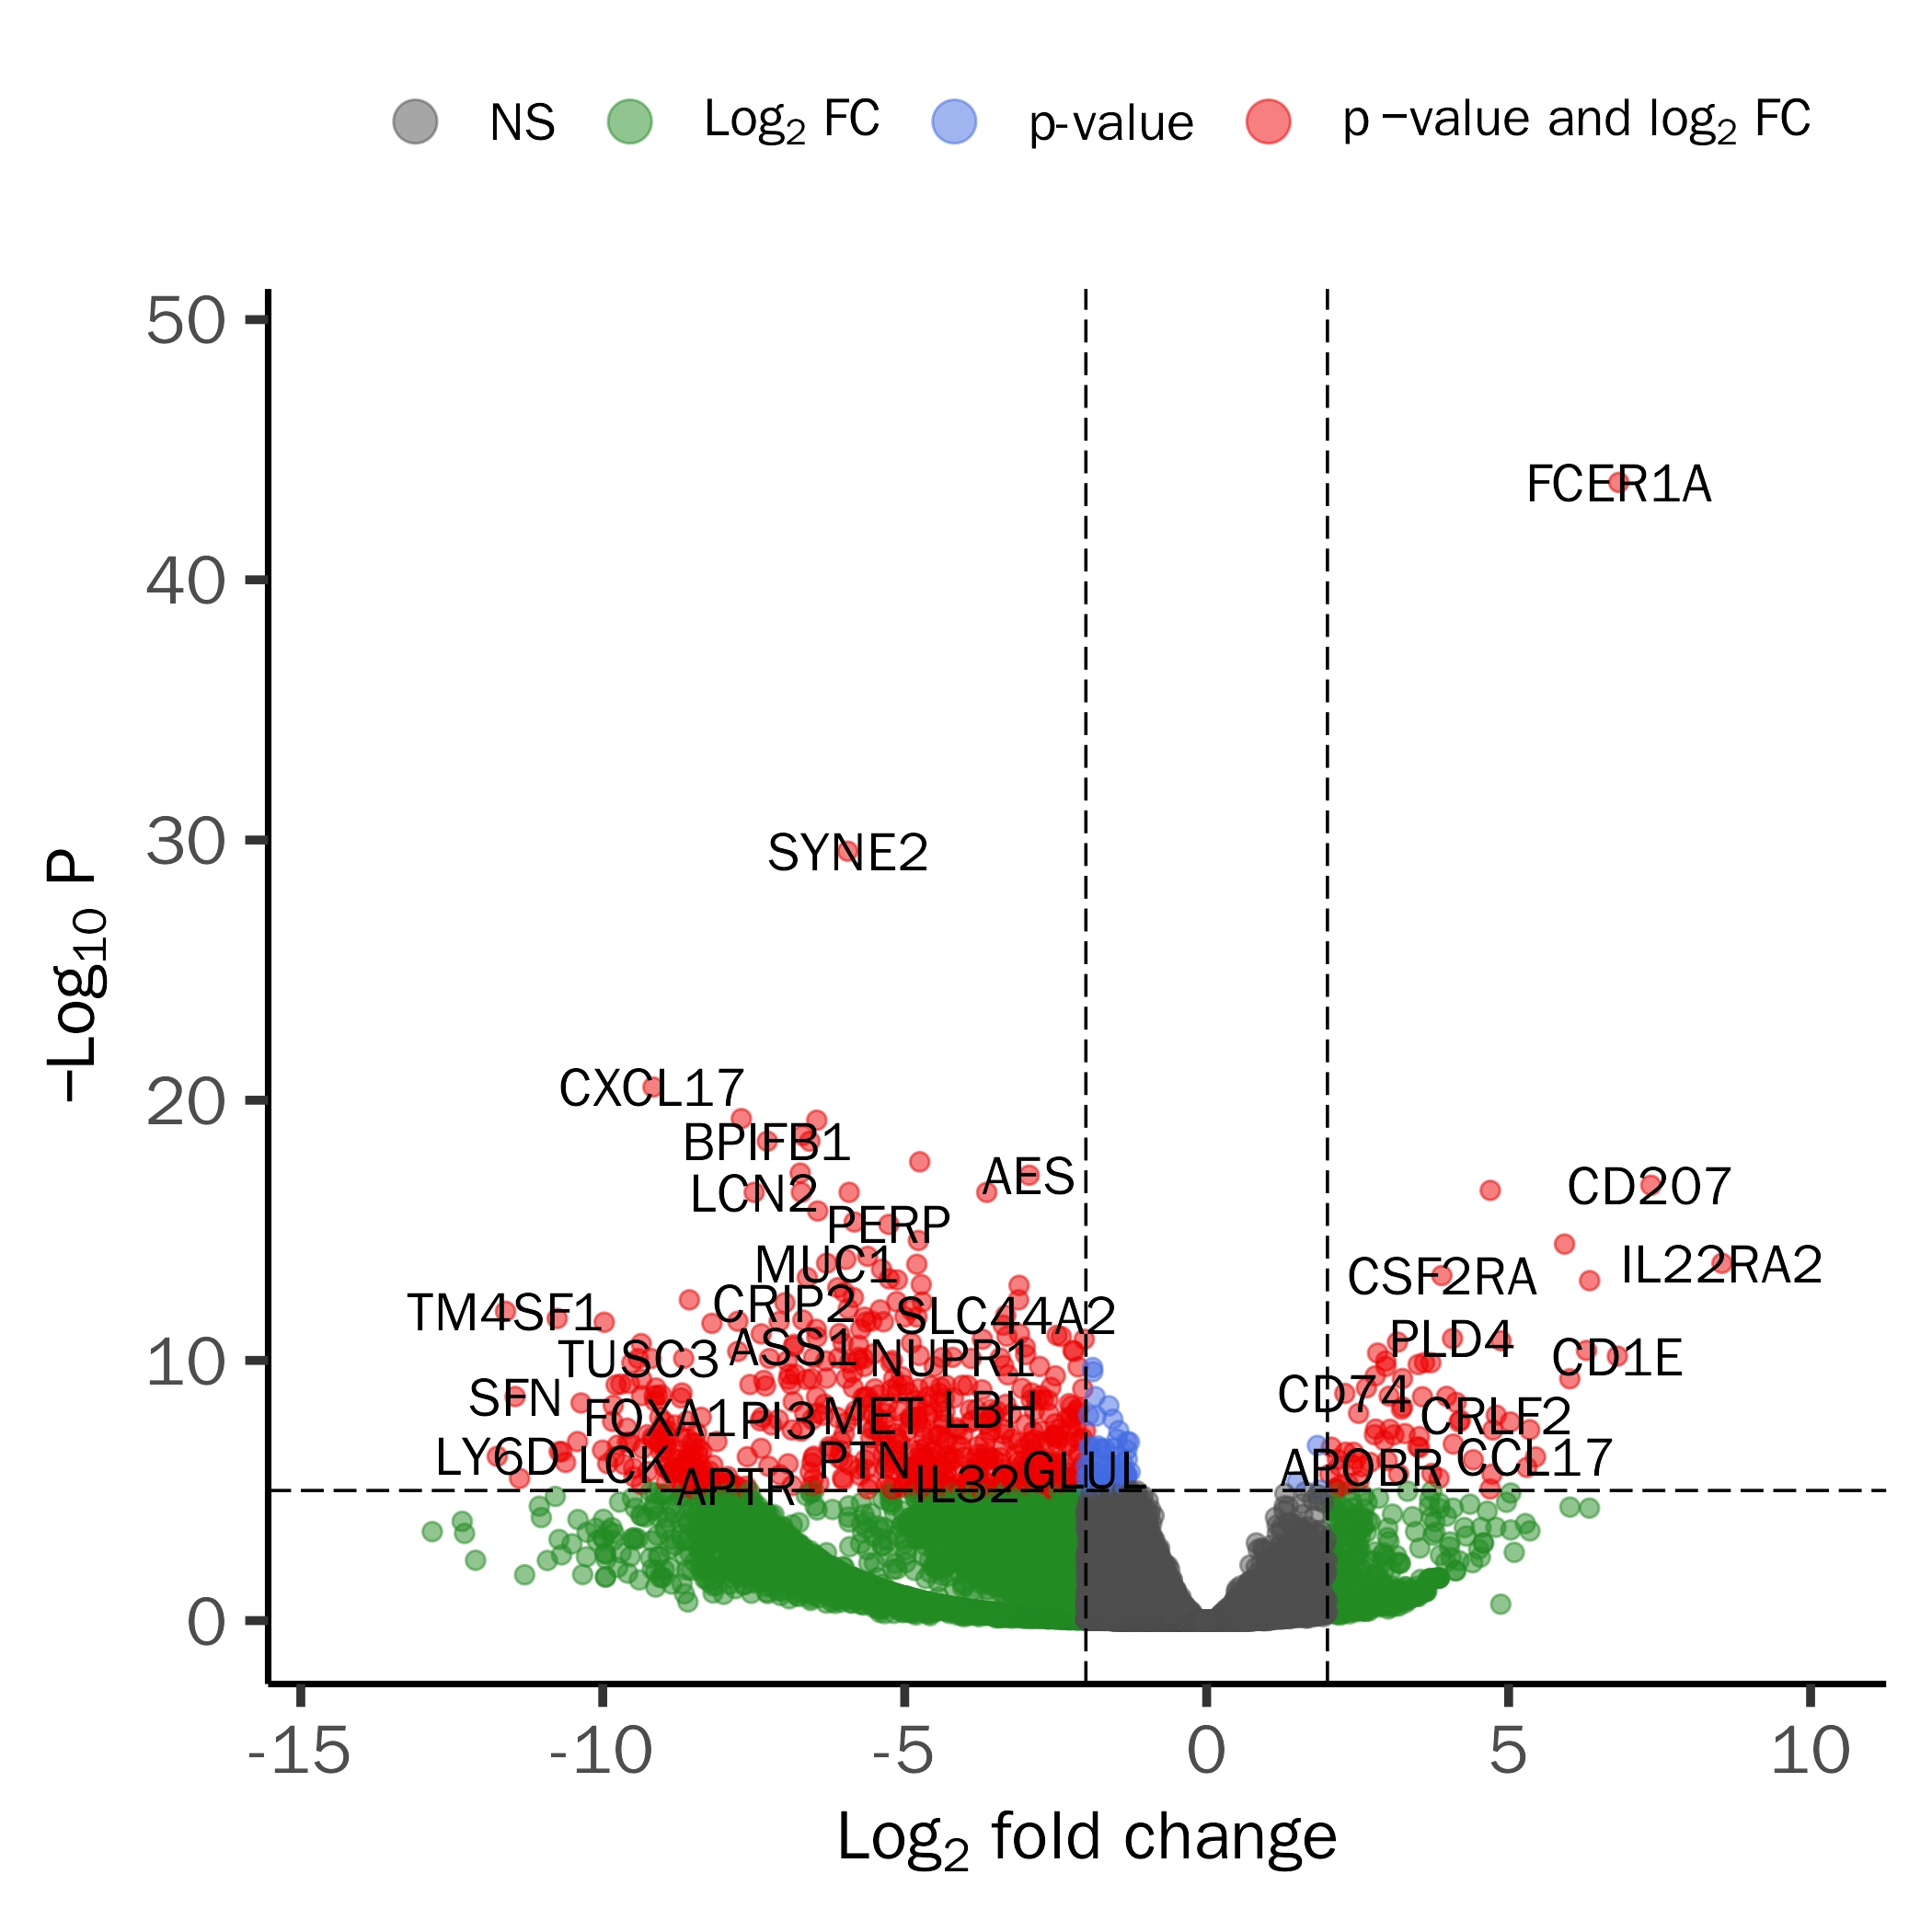 NS Log2 FC p-value p −value and log2 FC
50
40
30
20
10
0
−Log10 P
FCER1A
SYNE2
CXCL17
BPIFB1
AES
CD207
LCN2
PERP
MUC1
IL22RA2
CSF2RA
CRIP2
TM4SF1
SLC44A2
PLD4
ASS1
TUSC3
NUPR1
CD1E
SFN
CD74
LBH
FOXA1
PI3
MET
CRLF2
LY6D
PTN
CCL17
LCK
APOBR
GLUL
APTR
IL32
-15 -10 -5 0 5 10
Log2 fold change